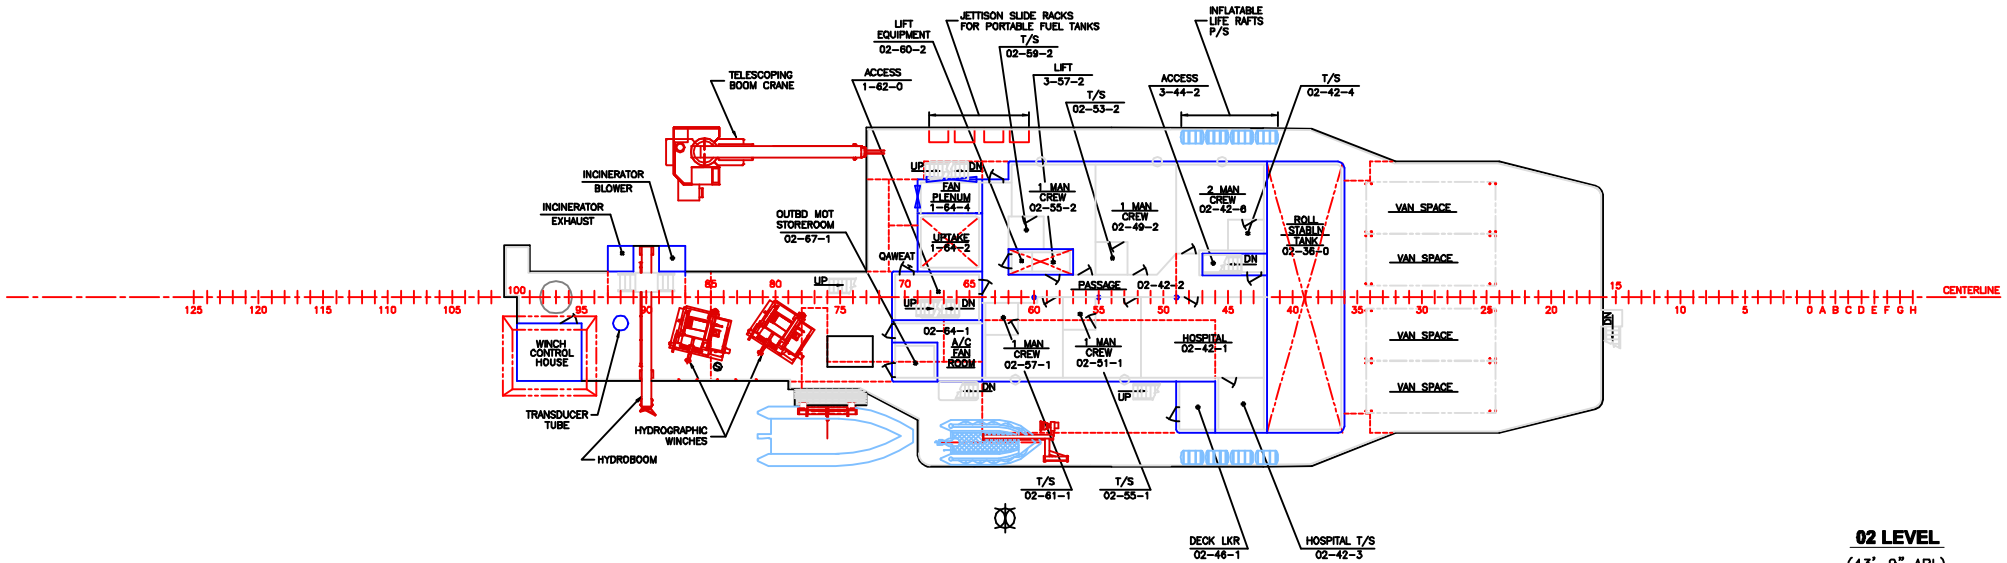 JETTISON SLIDE RACKS
FOR PORTABLE FUEL TANKS
INFLATABLE
LIFE RAFTS
P/S
LIFT
EQUIPMENT
02-60-2
T/S
02-59-2
LIFT
3-57-2
ACCESS
1-62-0
T/S
02-53-2
ACCESS
3-44-2
T/S
02-42-4
TELESCOPING
BOOM CRANE
INCINERATOR
BLOWER
INCINERATOR
EXHAUST
OUTBD MOT
STOREROOM
02-67-1
UP
DN
FAN
PLENUM
1-64-4
UPTAKE
1-64-2
QAWEAT
1 MAN
CREW
02-55-2
1 MAN
CREW
02-49-2
2 MAN
CREW
02-42-6
ROLL
STABLN
TANK
02-36-0
VAN SPACE
VAN SPACE
VAN SPACE
VAN SPACE
DN
UP
PASSAGE
02-42-2
CENTERLINE
125 120 115 110 105 100 95 90 85 80 75 70 65 60 55 50 45 40 35 30 25 20 15 10 5 0 A B C D E F G H
UP
DN
DN
02-64-1
A/C
FAN
ROOM
1 MAN
CREW
02-57-1
1 MAN
CREW
02-51-1
HOSPITAL
02-42-1
WINCH
CONTROL
HOUSE
DN
UP
TRANSDUCER
TUBE
HYDROGRAPHIC
WINCHES
HYDROBOOM
T/S
02-61-1
T/S
02-55-1
DECK LKR
02-46-1
HOSPITAL T/S
02-42-3
02 LEVEL